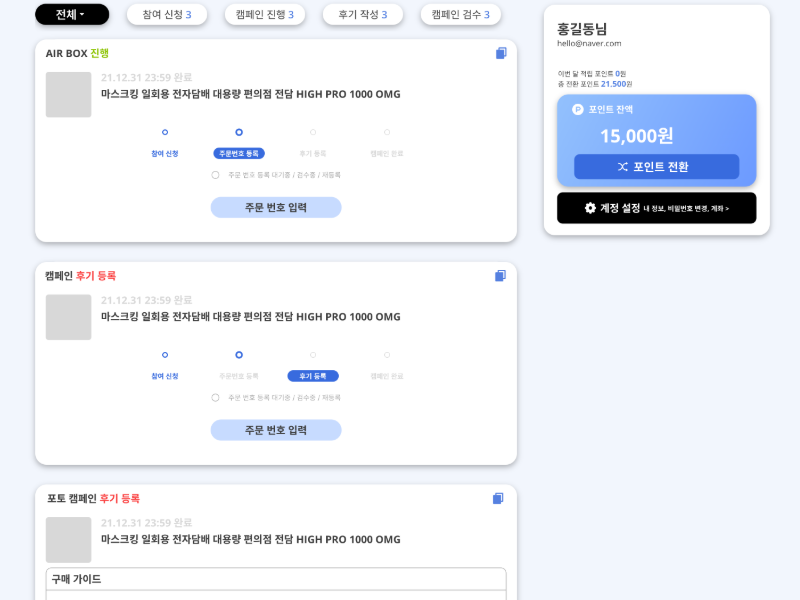 전체
참여 신청 3
캠페인 진행 3
후기 작성 3
캠페인 검수 3
AIR BOX 진행
21.12.31 23:59 완료
마스크킹 일회용 전자담배 대용량 편의점 전담 HIGH PRO 1000 OMG
참여 신청
주문번호 등록
후기 등록
캠페인 완료
주문 번호 등록 대기중 / 검수중 / 재등록
주문 번호 입력
캠페인 후기 등록
21.12.31 23:59 완료
마스크킹 일회용 전자담배 대용량 편의점 전담 HIGH PRO 1000 OMG
참여 신청
주문번호 등록
후기 등록
캠페인 완료
주문 번호 등록 대기중 / 검수중 / 재등록
주문 번호 입력
포토 캠페인 후기 등록
21.12.31 23:59 완료
마스크킹 일회용 전자담배 대용량 편의점 전담 HIGH PRO 1000 OMG
구매 가이드
홍길동님
hello@naver.com
이번 달 적립 포인트 0원
총 전환 포인트 21,500원
P 포인트 잔액
15,000원
포인트 전환
계정 설정 내 정보, 비밀번호 변경, 계좌 >